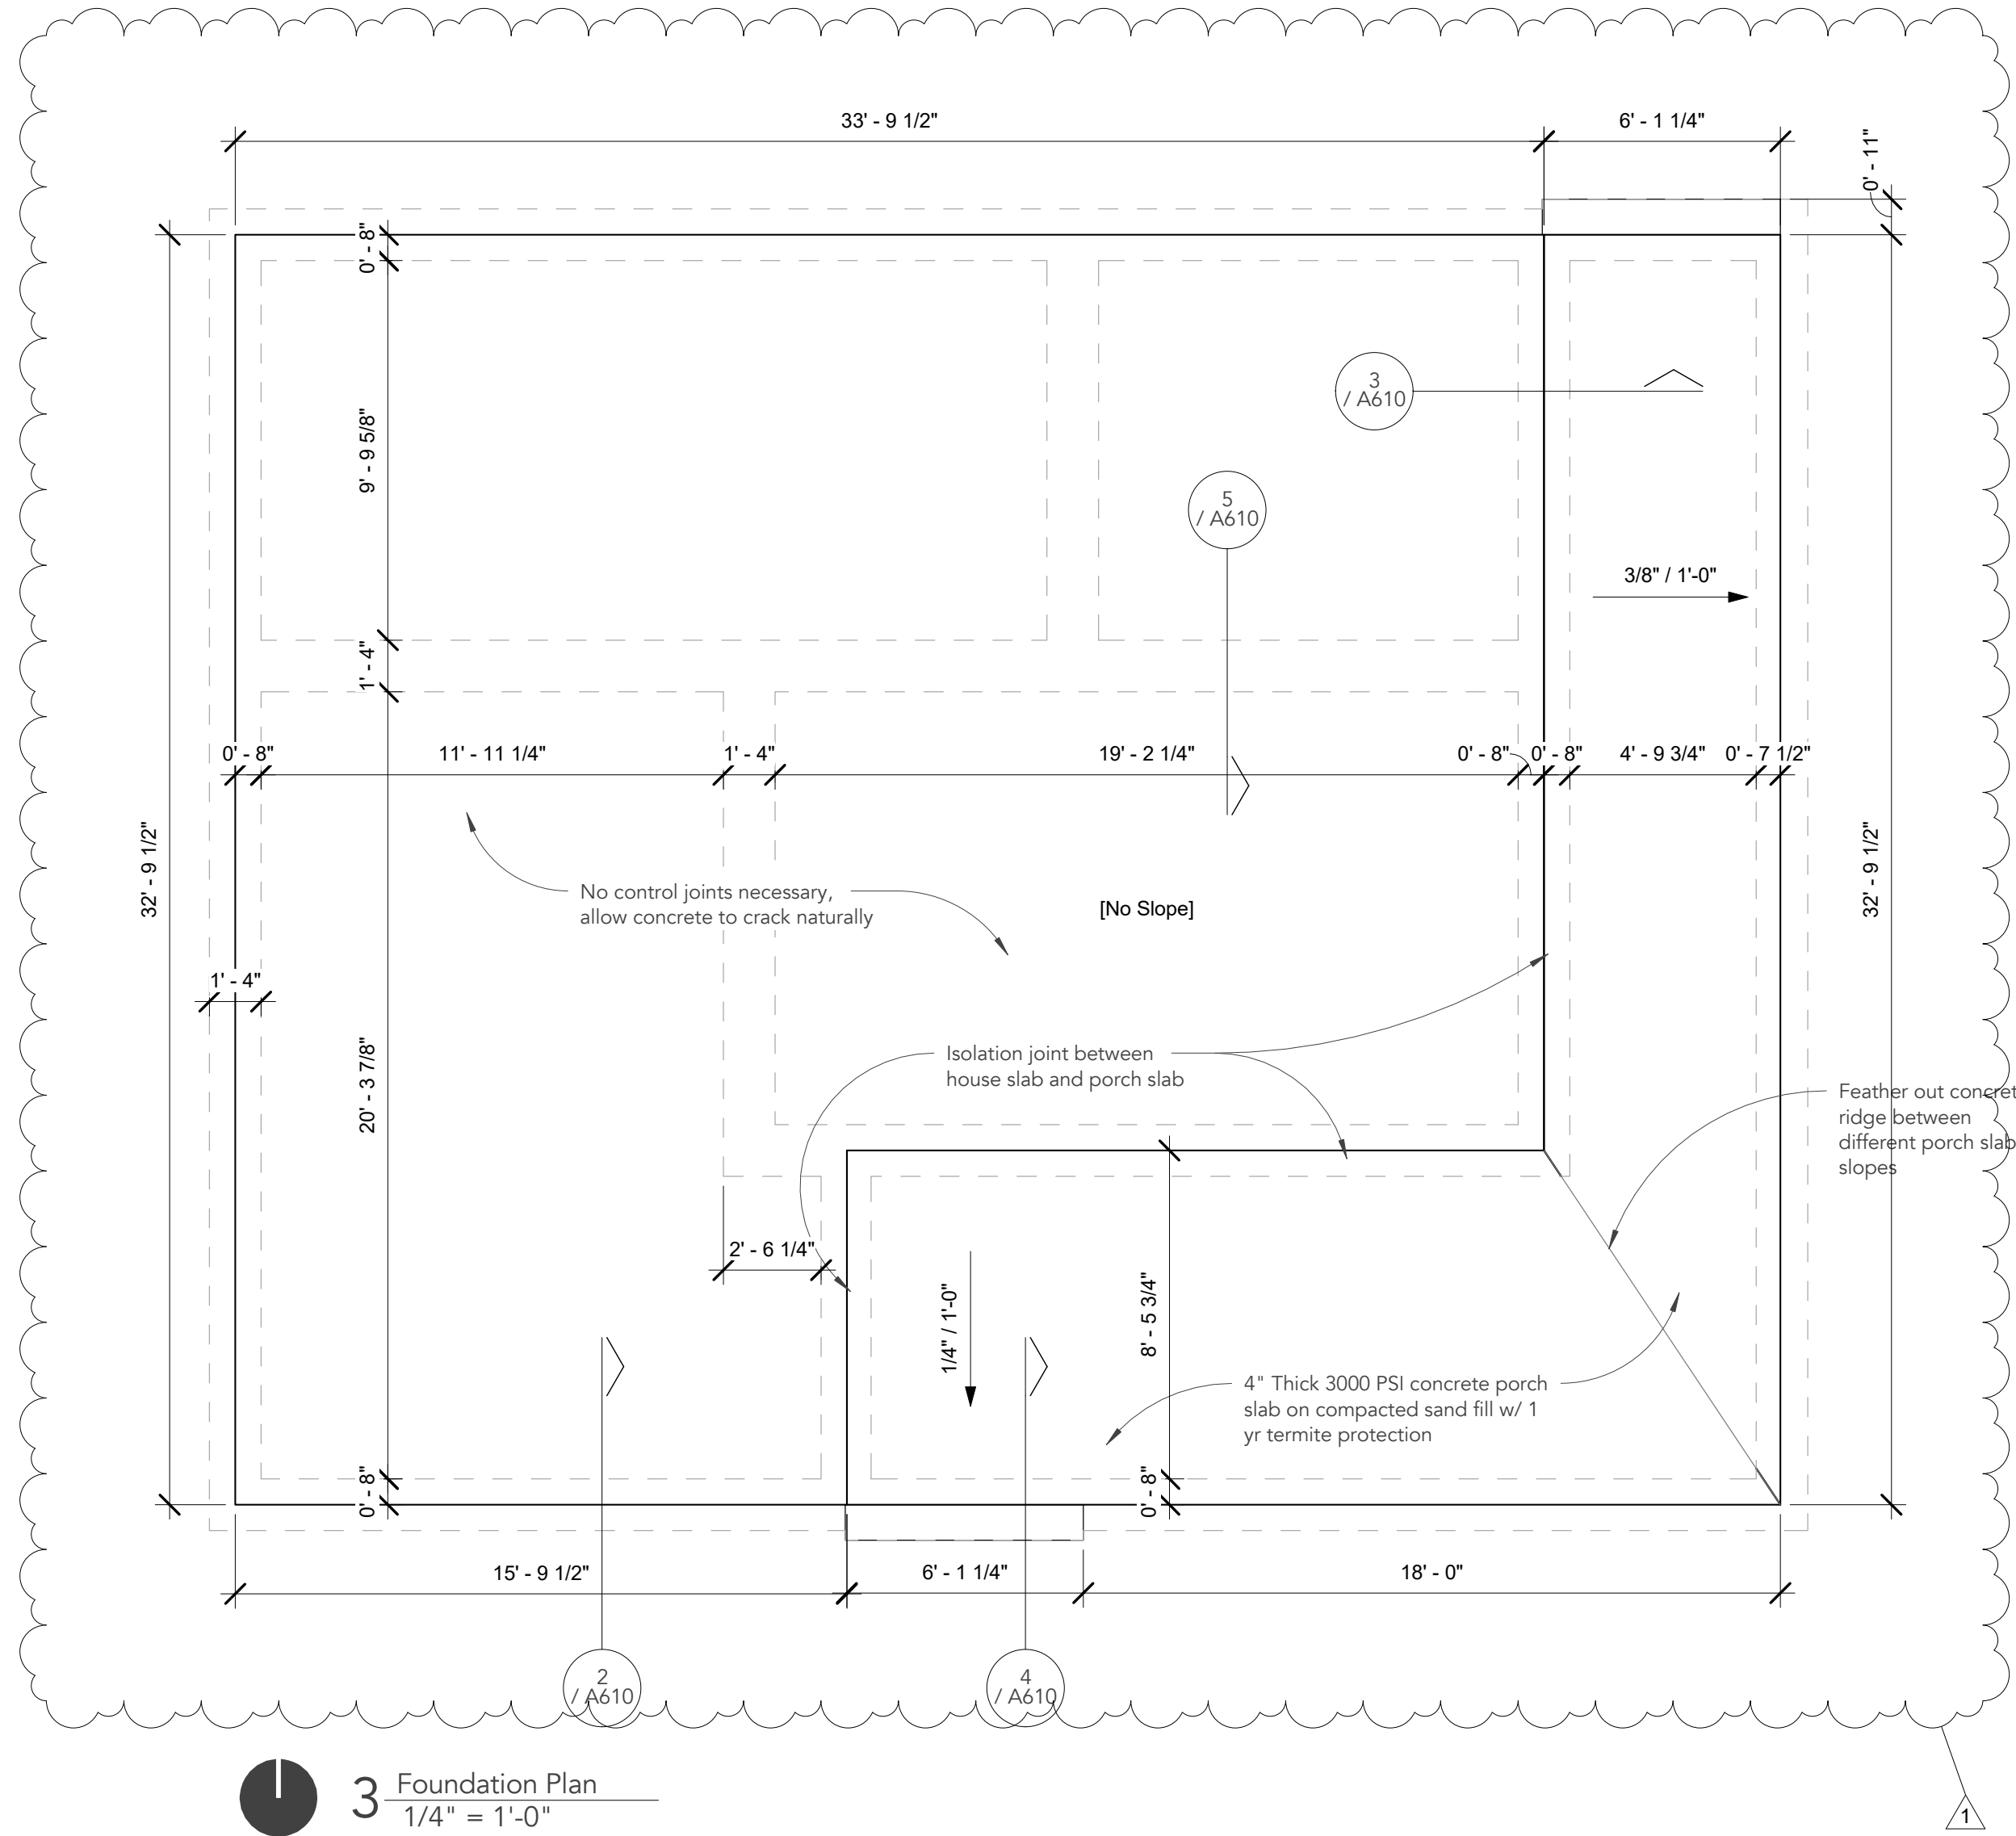 33' - 9 1/2"
6' - 1 1/4"
0' - 11"
0' - 8"
3
/ A610
9' - 9 5/8"
5
/ A610
3/8" / 1'-0"
1' - 4"
0' - 8"
11' - 11 1/4"
1' - 4"
19' - 2 1/4"
0' - 8"
0' - 8"
4' - 9 3/4"
0' - 7 1/2"
32' - 9 1/2"
32' - 9 1/2"
No control joints necessary,
allow concrete to crack naturally
[No Slope]
1' - 4"
20' - 3 7/8"
Isolation joint between
house slab and porch slab
Feather out concret
ridge between
different porch slab
slopes
2' - 6 1/4"
1/4" / 1'-0"
8' - 5 3/4"
4" Thick 3000 PSI concrete porch
slab on compacted sand fill w/ 1
yr termite protection
0' - 8"
0' - 8"
15' - 9 1/2"
6' - 1 1/4"
18' - 0"
2
/ A610
4
/ A610
3
Foundation Plan
1/4" = 1'-0"
1